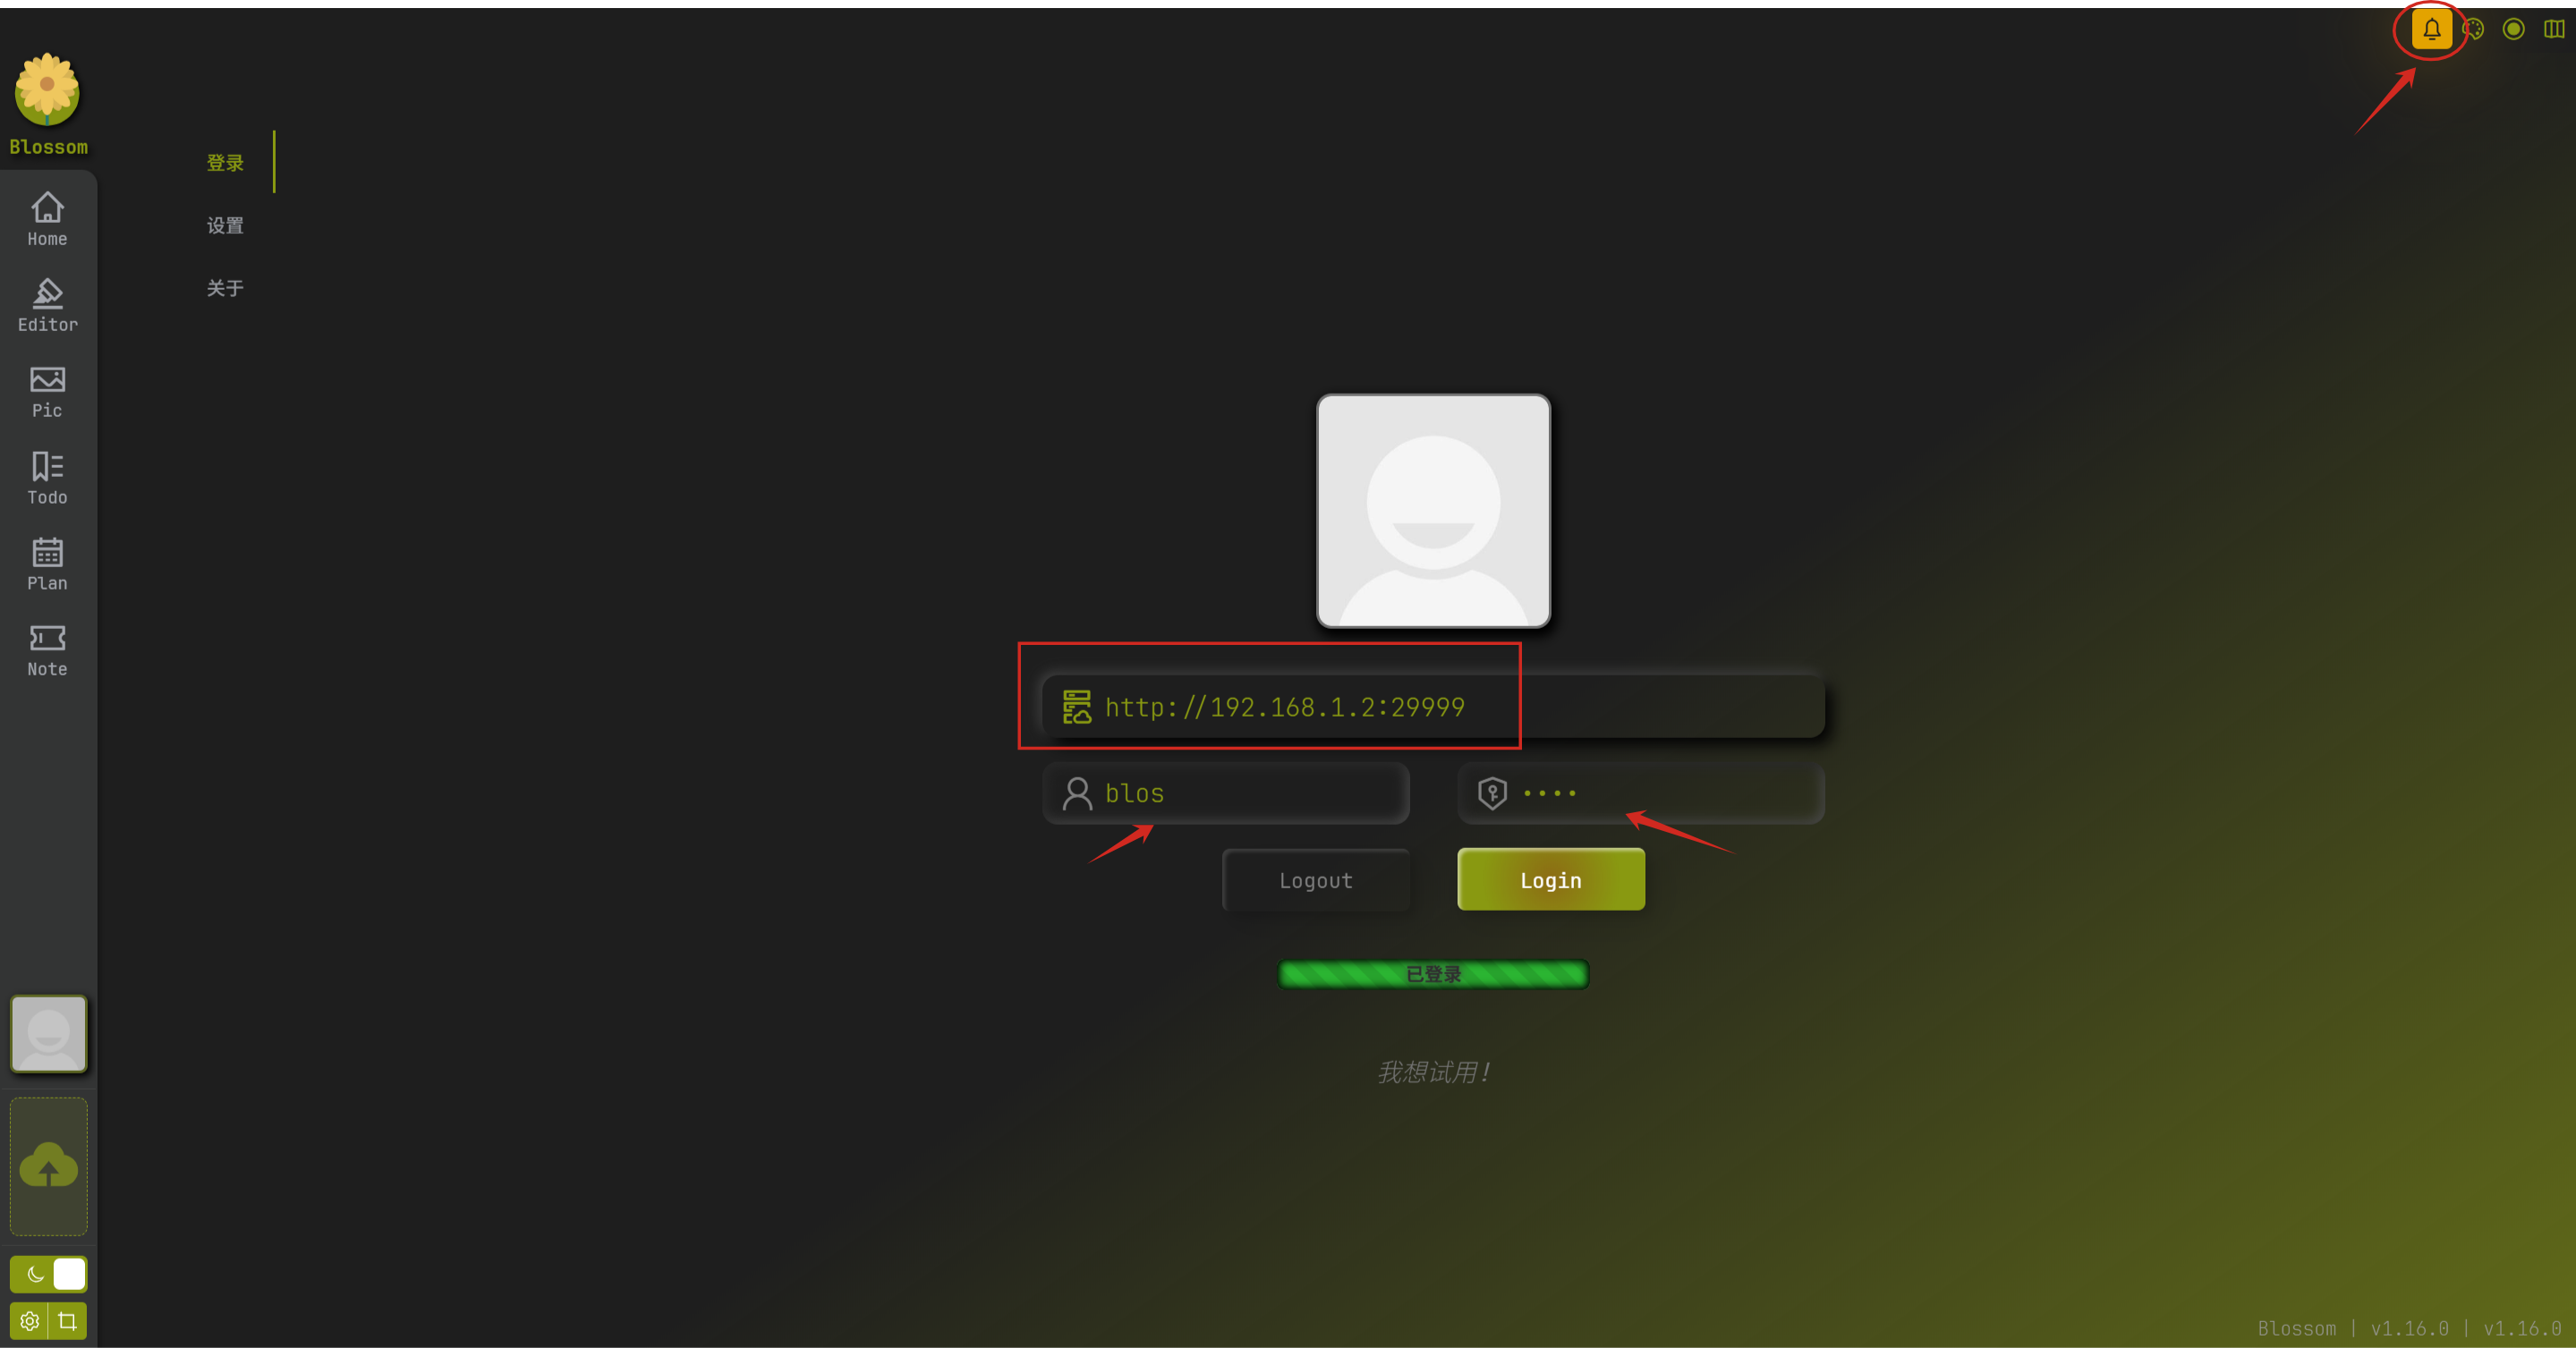 Blossom
Home
Editor
Pic
Todo
Plan
Note
登录
设置
关于
http://192.168.1.2:29999
blos
••••
Logout
Login
已登录
我想试用!
Blossom | v1.16.0 | v1.16.0